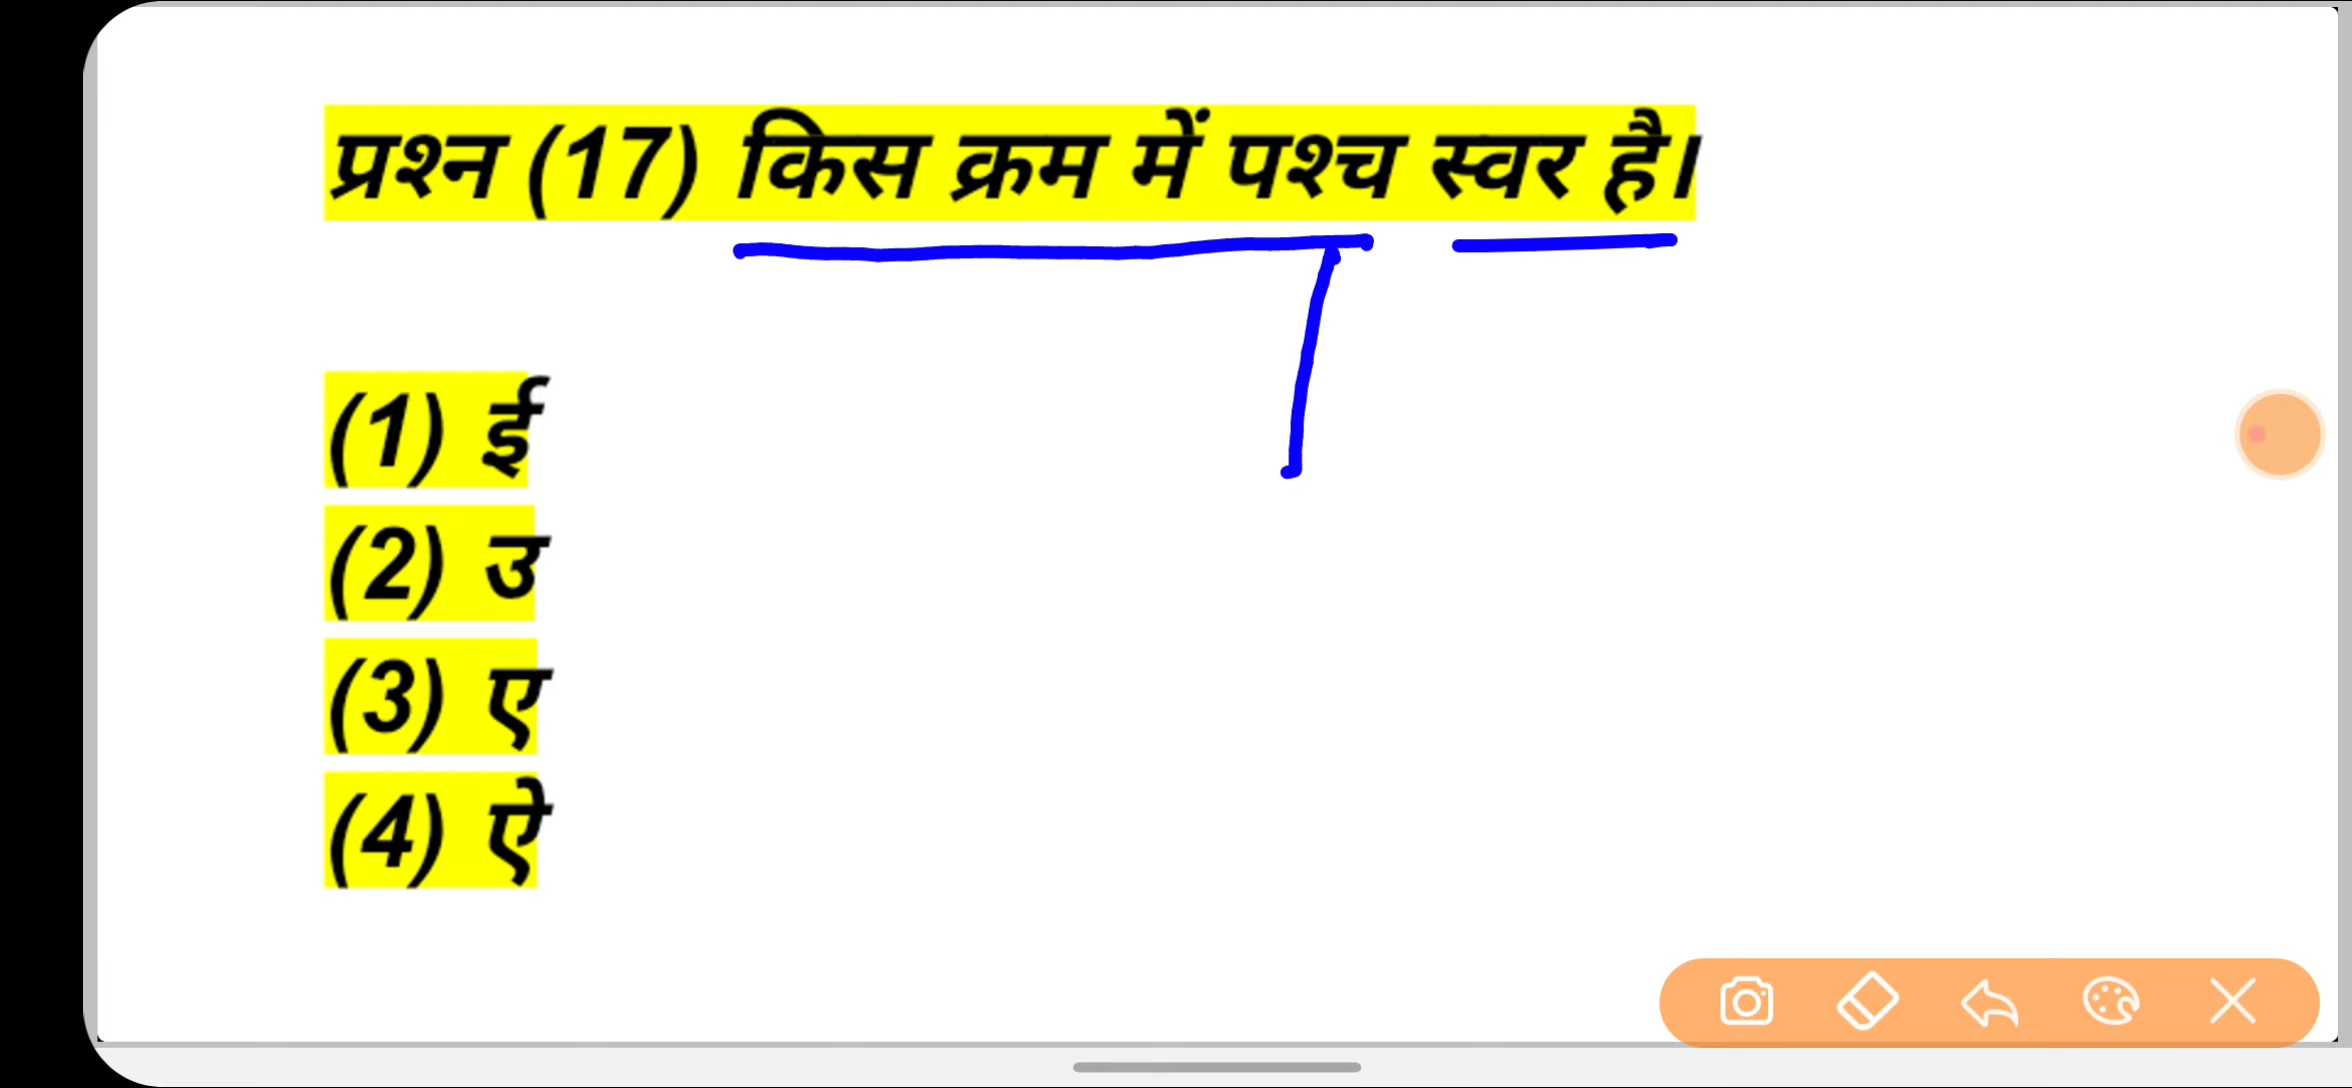 प्रश्न (17) किस क्रम में पश्च स्वर है।
(1) ई
(2) उ
(3) ए
(4) ऐ